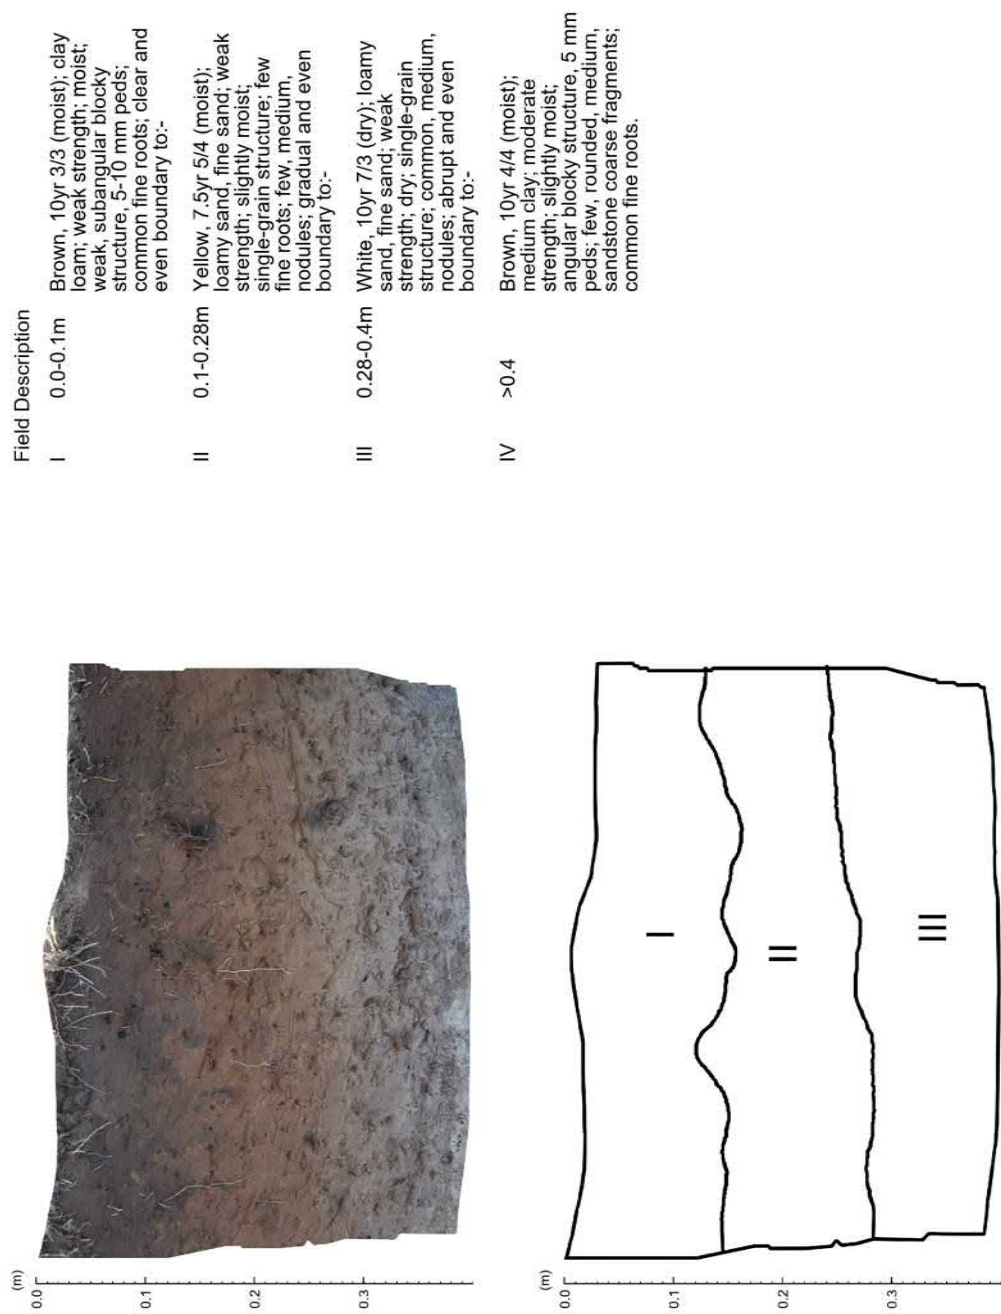 Field Description
I 0.0-0.1m Brown, 10yr 3/3 (moist); clay
loam; weak strength; moist;
weak, subangular blocky
structure, 5-10 mm peds;
common fine roots; clear and
even boundary to:-
II 0.1-0.28m Yellow, 7.5yr 5/4 (moist);
loamy sand, fine sand; weak
strength; slightly moist;
single-grain structure; few
fine roots; few, medium,
nodules; gradual and even
boundary to:-
III 0.28-0.4m White, 10yr 7/3 (dry); loamy
sand, fine sand; weak
strength; dry; single-grain
structure; common, medium,
nodules; abrupt and even
boundary to:-
IV >0.4 Brown, 10yr 4/4 (moist);
medium clay; moderate
strength; slightly moist;
angular blocky structure, 5 mm
peds; few, rounded, medium,
sandstone coarse fragments;
common fine roots.
(m)
0.0
0.1
0.2
0.3
(m)
0.0
0.1
0.2
0.3
I
II
III